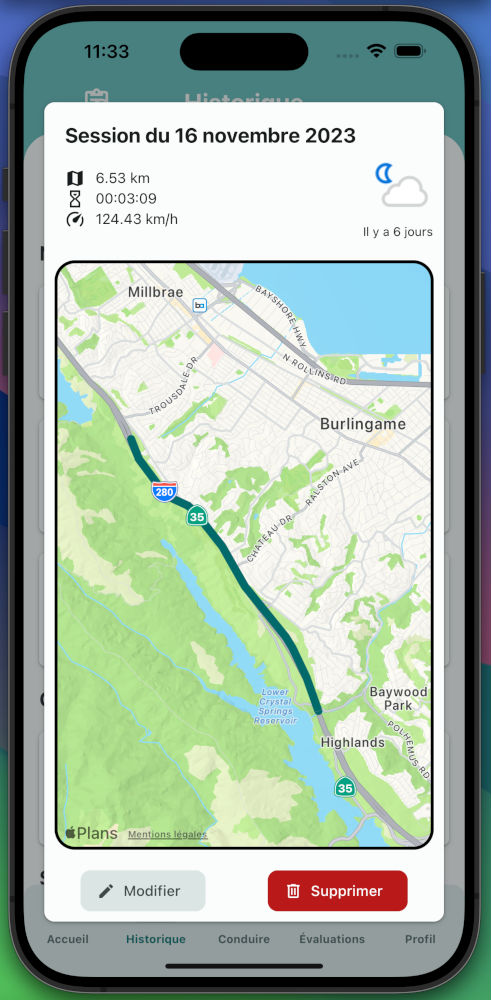 11:33
Historique
Session du 16 novembre 2023
6.53 km
00:03:09
124.43 km/h
Il y a 6 jours
Millbrae
ba
BAYSHORE HWY
N ROLLINS RD
TROUSDALE DR
Burlingame
280
35
RALSTON AVE
CHATEAU DR
Lower
Crystal
Springs
Reservoir
Baywood
Park
Highlands
POLHEMUS RD
35
Plans
Mentions légales
Modifier
Supprimer
Accueil
Historique
Conduire
Évaluations
Profil